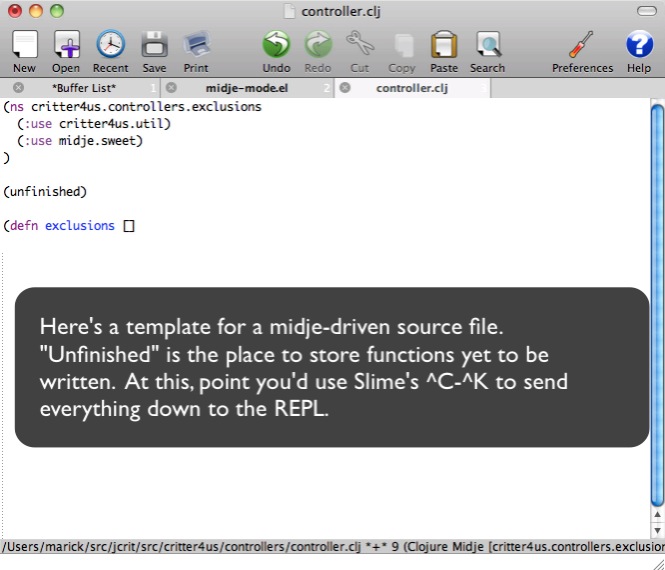 controller.clj
New Open Recent Save Print Undo Redo Cut Copy Paste Search Preferences Help
*Buffer List* 1 midje-mode.el 2 controller.clj
(ns critter4us.controllers.exclusions
(:use critter4us.util)
(:use midje.sweet)
)
(unfinished)
(defn exclusions []
Here's a template for a midje-driven source file.
"Unfinished" is the place to store functions yet to be
written. At this, point you'd use Slime's ^C-^K to send
everything down to the REPL.
/Users/marick/src/jcrit/src/critter4us/controllers/controller.clj *+* 9 (Clojure Midje [critter4us.controllers.exclusion